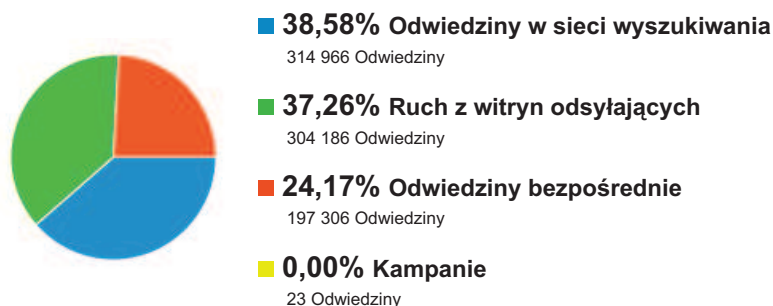 38,58% Odwiedziny w sieci wyszukiwania
314 966 Odwiedziny
37,26% Ruch z witryn odsyłających
304 186 Odwiedziny
24,17% Odwiedziny bezpośrednie
197 306 Odwiedziny
0,00% Kampanie
23 Odwiedziny